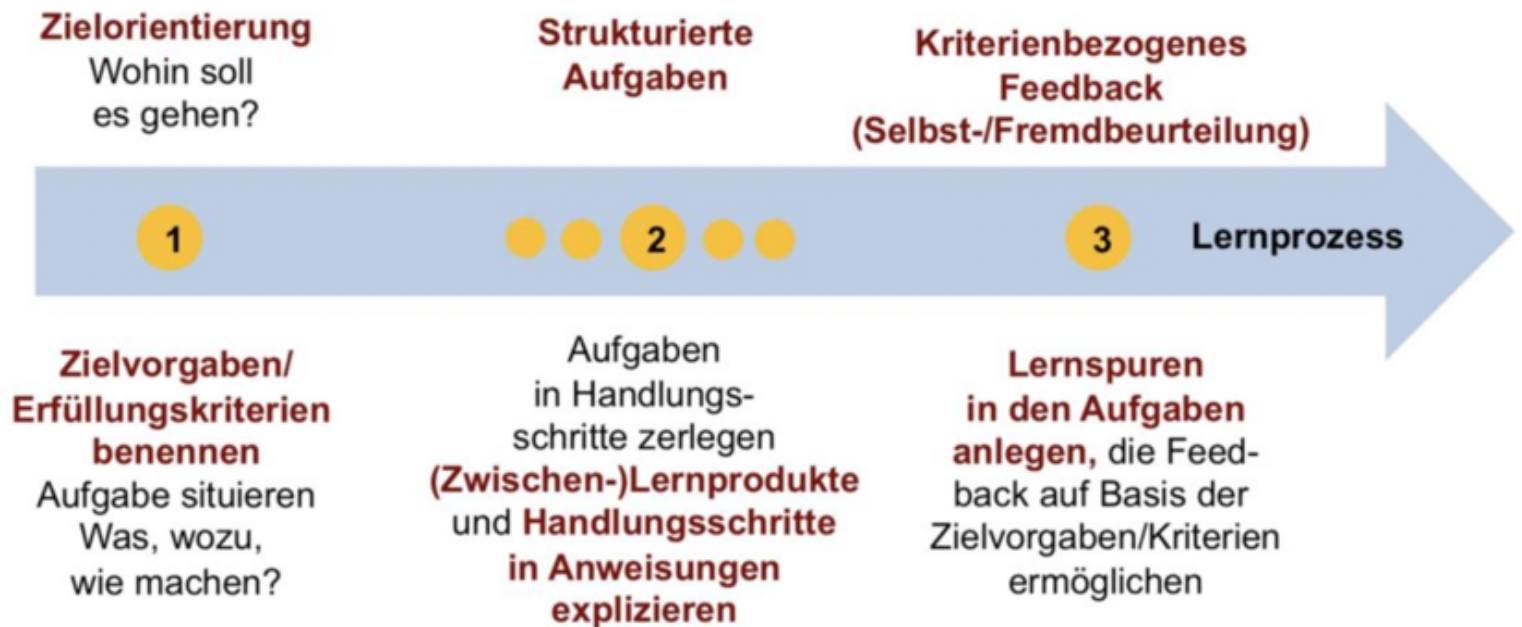 Zielorientierung
Wohin soll
es gehen?
Strukturierte
Aufgaben
Kriterienbezogenes
Feedback
(Selbst-/Fremdbeurteilung)
1
2
3
Lernprozess
Zielvorgaben/
Erfüllungskriterien
benennen
Aufgabe situieren
Was, wozu,
wie machen?
Aufgaben
in Handlungs-
schritte zerlegen
(Zwischen-)Lernprodukte
und Handlungsschritte
in Anweisungen
explizieren
Lernspuren
in den Aufgaben
anlegen, die Feed-
back auf Basis der
Zielvorgaben/Kriterien
ermöglichen